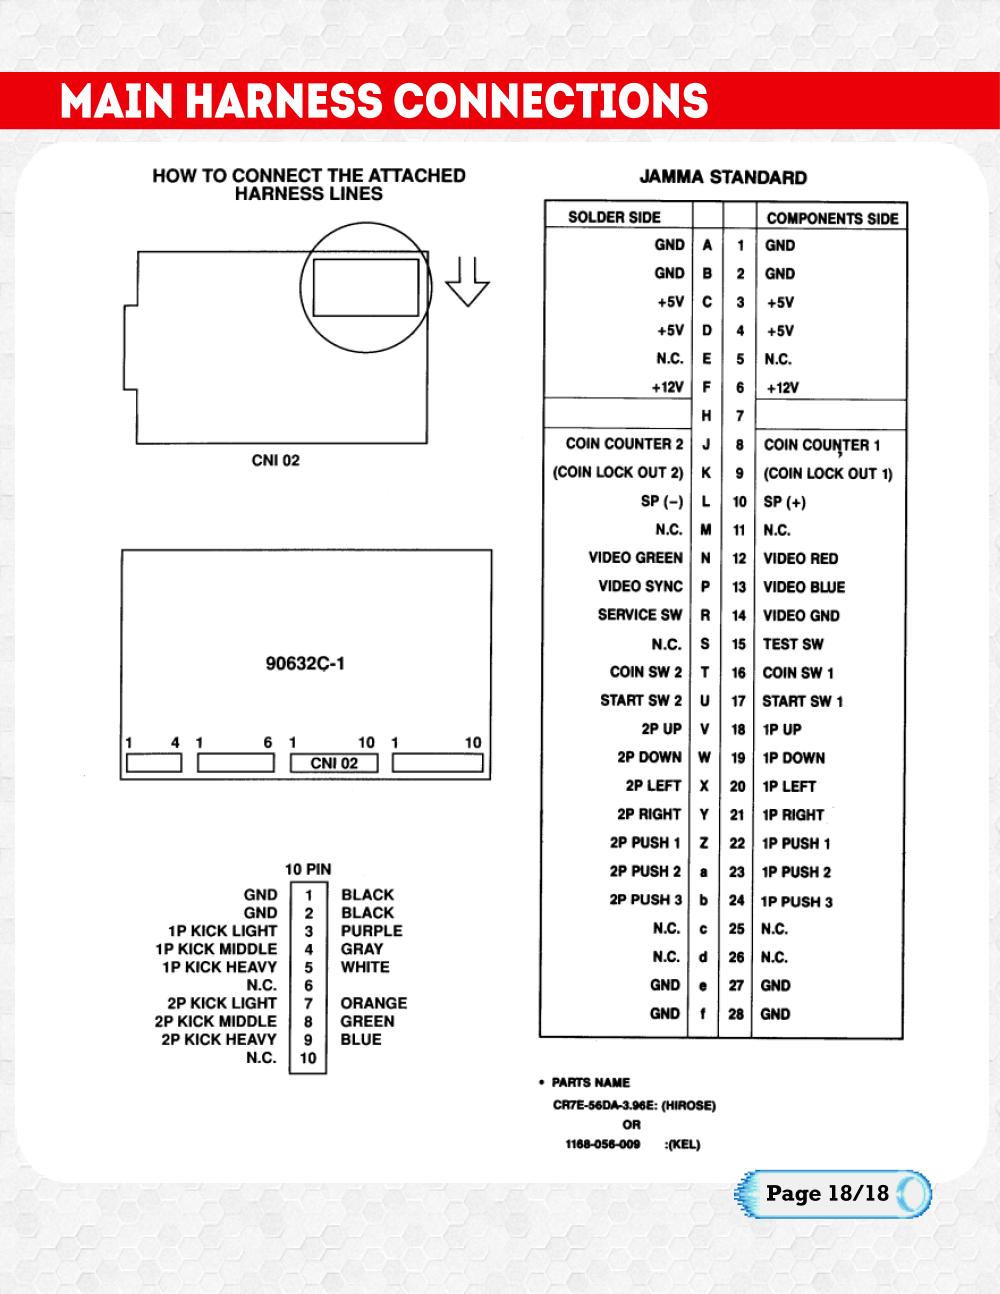 MAIN HARNESS CONNECTIONS
HOW TO CONNECT THE ATTACHED
HARNESS LINES
CNI 02
90632C-1
1 4 1 6 1 10 1 10
CNI 02
10 PIN
GND 1 BLACK
GND 2 BLACK
1P KICK LIGHT 3 PURPLE
1P KICK MIDDLE 4 GRAY
1P KICK HEAVY 5 WHITE
N.C. 6
2P KICK LIGHT 7 ORANGE
2P KICK MIDDLE 8 GREEN
2P KICK HEAVY 9 BLUE
N.C. 10
JAMMA STANDARD
SOLDER SIDE COMPONENTS SIDE
GND A 1 GND
GND B 2 GND
+5V C 3 +5V
+5V D 4 +5V
N.C. E 5 N.C.
+12V F 6 +12V
H 7
COIN COUNTER 2 J 8 COIN COUNTER 1
(COIN LOCK OUT 2) K 9 (COIN LOCK OUT 1)
SP (−) L 10 SP (+)
N.C. M 11 N.C.
VIDEO GREEN N 12 VIDEO RED
VIDEO SYNC P 13 VIDEO BLUE
SERVICE SW R 14 VIDEO GND
N.C. S 15 TEST SW
COIN SW 2 T 16 COIN SW 1
START SW 2 U 17 START SW 1
2P UP V 18 1P UP
2P DOWN W 19 1P DOWN
2P LEFT X 20 1P LEFT
2P RIGHT Y 21 1P RIGHT
2P PUSH 1 Z 22 1P PUSH 1
2P PUSH 2 a 23 1P PUSH 2
2P PUSH 3 b 24 1P PUSH 3
N.C. c 25 N.C.
N.C. d 26 N.C.
GND e 27 GND
GND f 28 GND
• PARTS NAME
CR7E-56DA-3.96E: (HIROSE)
OR
1168-056-009 :(KEL)
Page 18/18